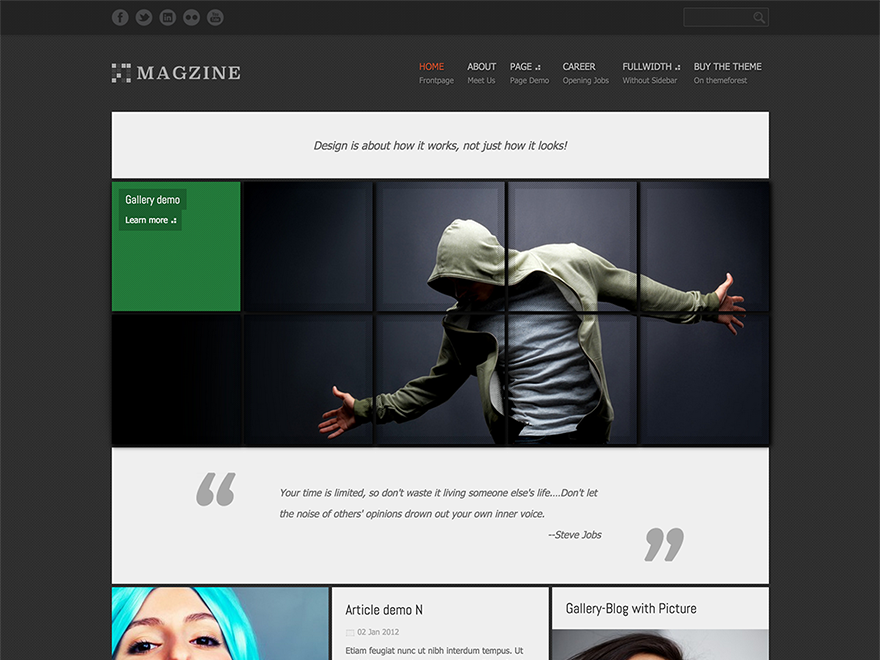 MAGZINE
HOME ABOUT PAGE CAREER FULLWIDTH BUY THE THEME
Frontpage Meet Us Page Demo Opening Jobs Without Sidebar On themeforest
Design is about how it works, not just how it looks!
Gallery demo
Learn more
Your time is limited, so don't waste it living someone else's life....Don't let
the noise of others' opinions drown out your own inner voice.
--Steve Jobs
Article demo N
02 Jan 2012
Etiam feugiat nunc ut nibh interdum tempus. Ut
Gallery-Blog with Picture